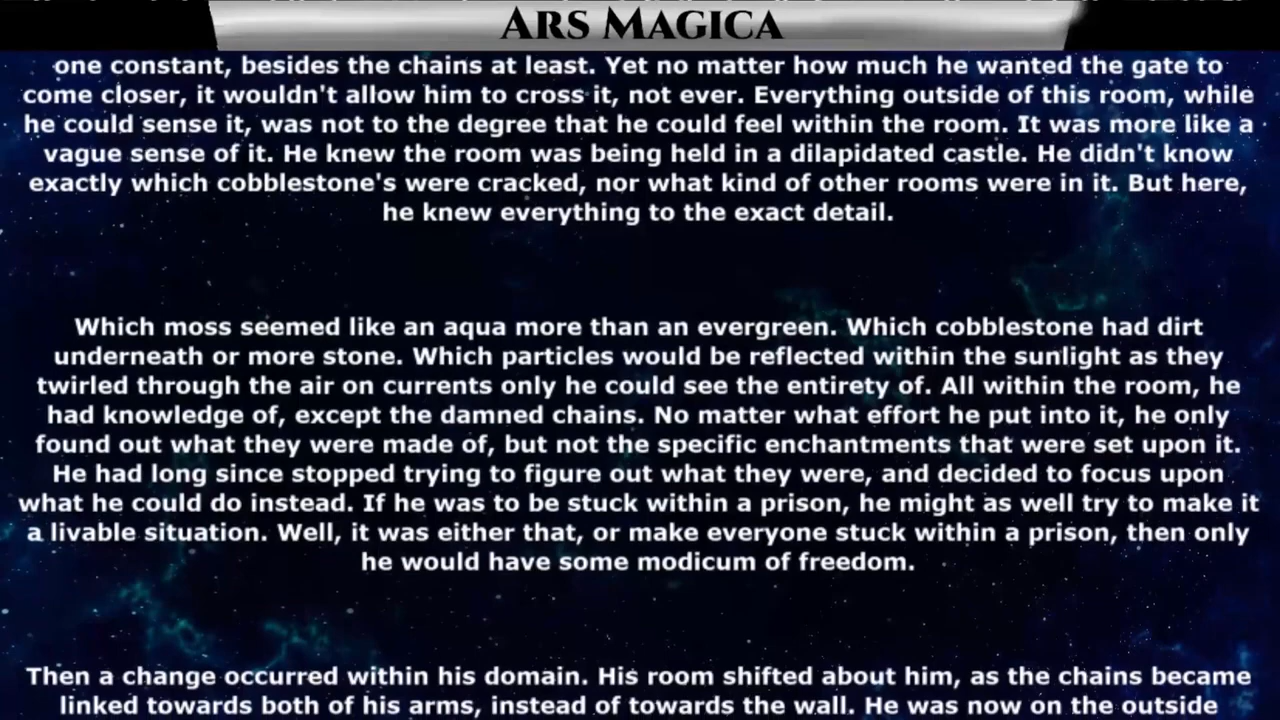 Ars Magica
one constant, besides the chains at least. Yet no matter how much he wanted the gate to
come closer, it wouldn't allow him to cross it, not ever. Everything outside of this room, while
he could sense it, was not to the degree that he could feel within the room. It was more like a
vague sense of it. He knew the room was being held in a dilapidated castle. He didn't know
exactly which cobblestone's were cracked, nor what kind of other rooms were in it. But here,
he knew everything to the exact detail.
Which moss seemed like an aqua more than an evergreen. Which cobblestone had dirt
underneath or more stone. Which particles would be reflected within the sunlight as they
twirled through the air on currents only he could see the entirety of. All within the room, he
had knowledge of, except the damned chains. No matter what effort he put into it, he only
found out what they were made of, but not the specific enchantments that were set upon it.
He had long since stopped trying to figure out what they were, and decided to focus upon
what he could do instead. If he was to be stuck within a prison, he might as well try to make it
a livable situation. Well, it was either that, or make everyone stuck within a prison, then only
he would have some modicum of freedom.
Then a change occurred within his domain. His room shifted about him, as the chains became
linked towards both of his arms, instead of towards the wall. He was now on the outside